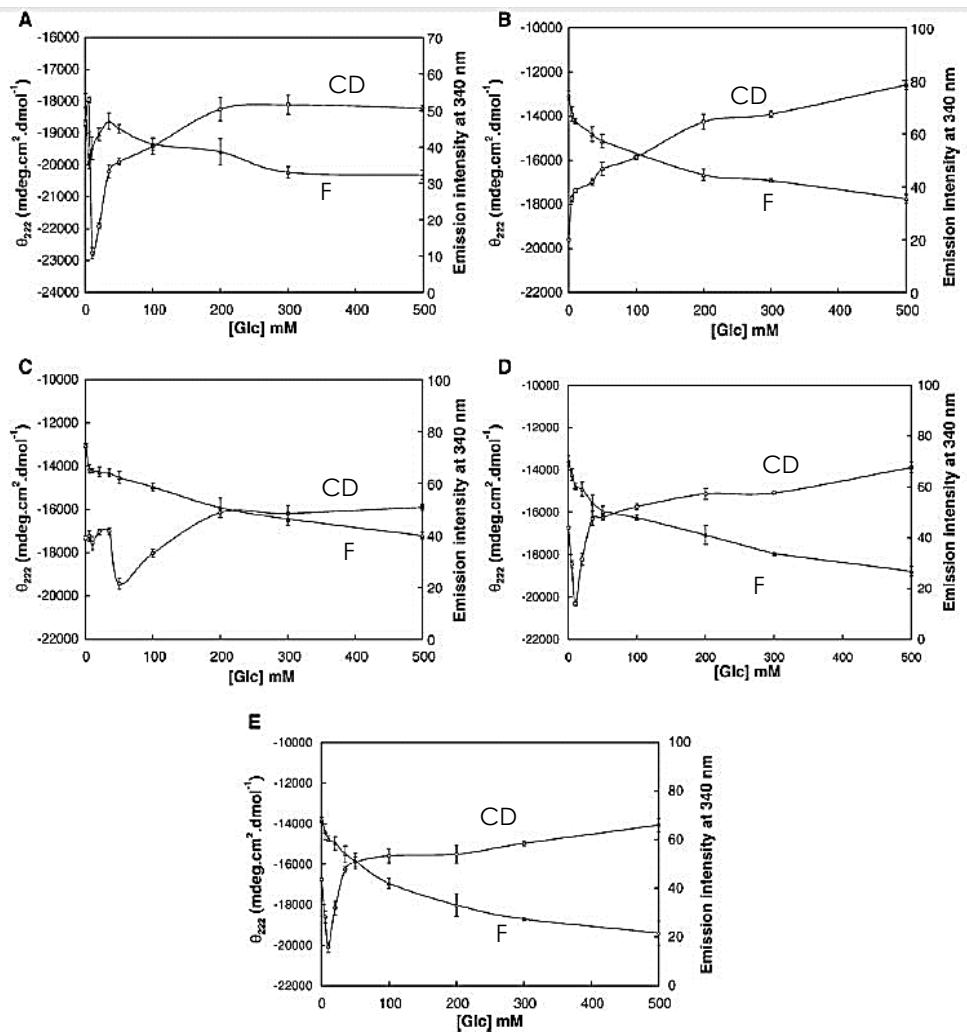 A
-16000
-17000
-18000
-19000
-20000
-21000
-22000
-23000
-24000
θ222 (mdeg.cm².dmol⁻¹)
CD
F
70
60
50
40
30
20
10
0
Emission intensity at 340 nm
0 100 200 300 400 500
[Glc] mM
B
-10000
-12000
-14000
-16000
-18000
-20000
-22000
θ222 (mdeg.cm².dmol⁻¹)
CD
F
100
80
60
40
20
0
Emission intensity at 340 nm
0 100 200 300 400 500
[Glc] mM
C
-10000
-12000
-14000
-16000
-18000
-20000
-22000
θ222 (mdeg.cm².dmol⁻¹)
CD
F
100
80
60
40
20
0
Emission intensity at 340 nm
0 100 200 300 400 500
[Glc] mM
D
-10000
-12000
-14000
-16000
-18000
-20000
-22000
θ222 (mdeg.cm².dmol⁻¹)
CD
F
100
80
60
40
20
0
Emission intensity at 340 nm
0 100 200 300 400 500
[Glc] mM
E
-10000
-12000
-14000
-16000
-18000
-20000
-22000
θ222 (mdeg.cm².dmol⁻¹)
CD
F
100
80
60
40
20
0
Emission intensity at 340 nm
0 100 200 300 400 500
[Glc] mM